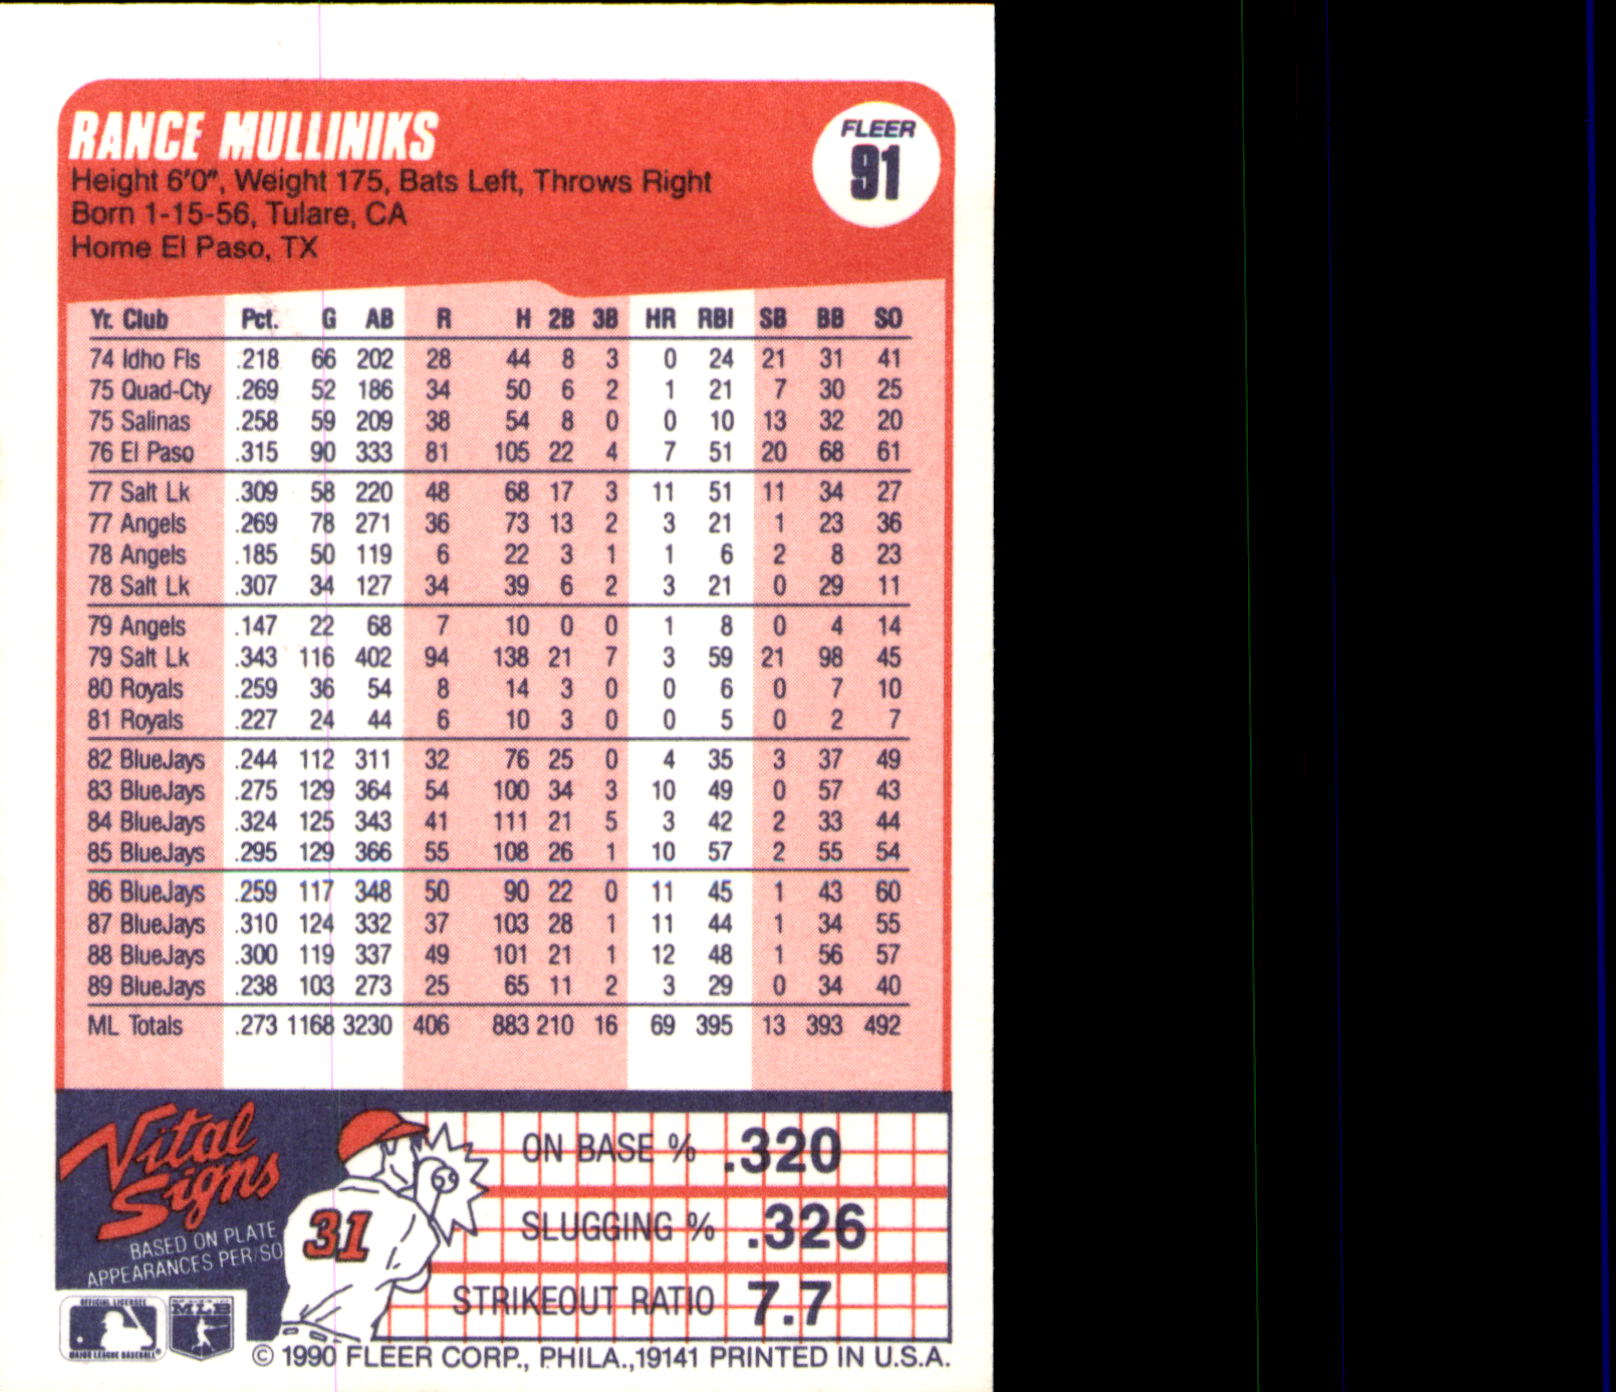 RANCE MULLINIKS
FLEER
91
Height 6'0", Weight 175, Bats Left, Throws Right
Born 1-15-56, Tulare, CA
Home El Paso, TX
Yr. Club Pct. G AB R H 2B 3B HR RBI SB BB SO
74 Idho Fls .218 66 202 28 44 8 3 0 24 21 31 41
75 Quad-Cty .269 52 186 34 50 6 2 1 21 7 30 25
75 Salinas .258 59 209 38 54 8 0 0 10 13 32 20
76 El Paso .315 90 333 81 105 22 4 7 51 20 68 61
77 Salt Lk .309 58 220 48 68 17 3 11 51 11 34 27
77 Angels .269 78 271 36 73 13 2 3 21 1 23 36
78 Angels .185 50 119 6 22 3 1 1 6 2 8 23
78 Salt Lk .307 34 127 34 39 6 2 3 21 0 29 11
79 Angels .147 22 68 7 10 0 0 1 8 0 4 14
79 Salt Lk .343 116 402 94 138 21 7 3 59 21 98 45
80 Royals .259 36 54 8 14 3 0 0 6 0 7 10
81 Royals .227 24 44 6 10 3 0 0 5 0 2 7
82 BlueJays .244 112 311 32 76 25 0 4 35 3 37 49
83 BlueJays .275 129 364 54 100 34 3 10 49 0 57 43
84 BlueJays .324 125 343 41 111 21 5 3 42 2 33 44
85 BlueJays .295 129 366 55 108 26 1 10 57 2 55 54
86 BlueJays .259 117 348 50 90 22 0 11 45 1 43 60
87 BlueJays .310 124 332 37 103 28 1 11 44 1 34 55
88 BlueJays .300 119 337 49 101 21 1 12 48 1 56 57
89 BlueJays .238 103 273 25 65 11 2 3 29 0 34 40
ML Totals .273 1168 3230 406 883 210 16 69 395 13 393 492
Vital
Signs
BASED ON PLATE
APPEARANCES PER/SO
31
ON BASE % .320
SLUGGING % .326
STRIKEOUT RATIO 7.7
OFFICIAL LICENSEE
MAJOR LEAGUE BASEBALL®
MLB
© 1990 FLEER CORP., PHILA.,19141 PRINTED IN U.S.A.